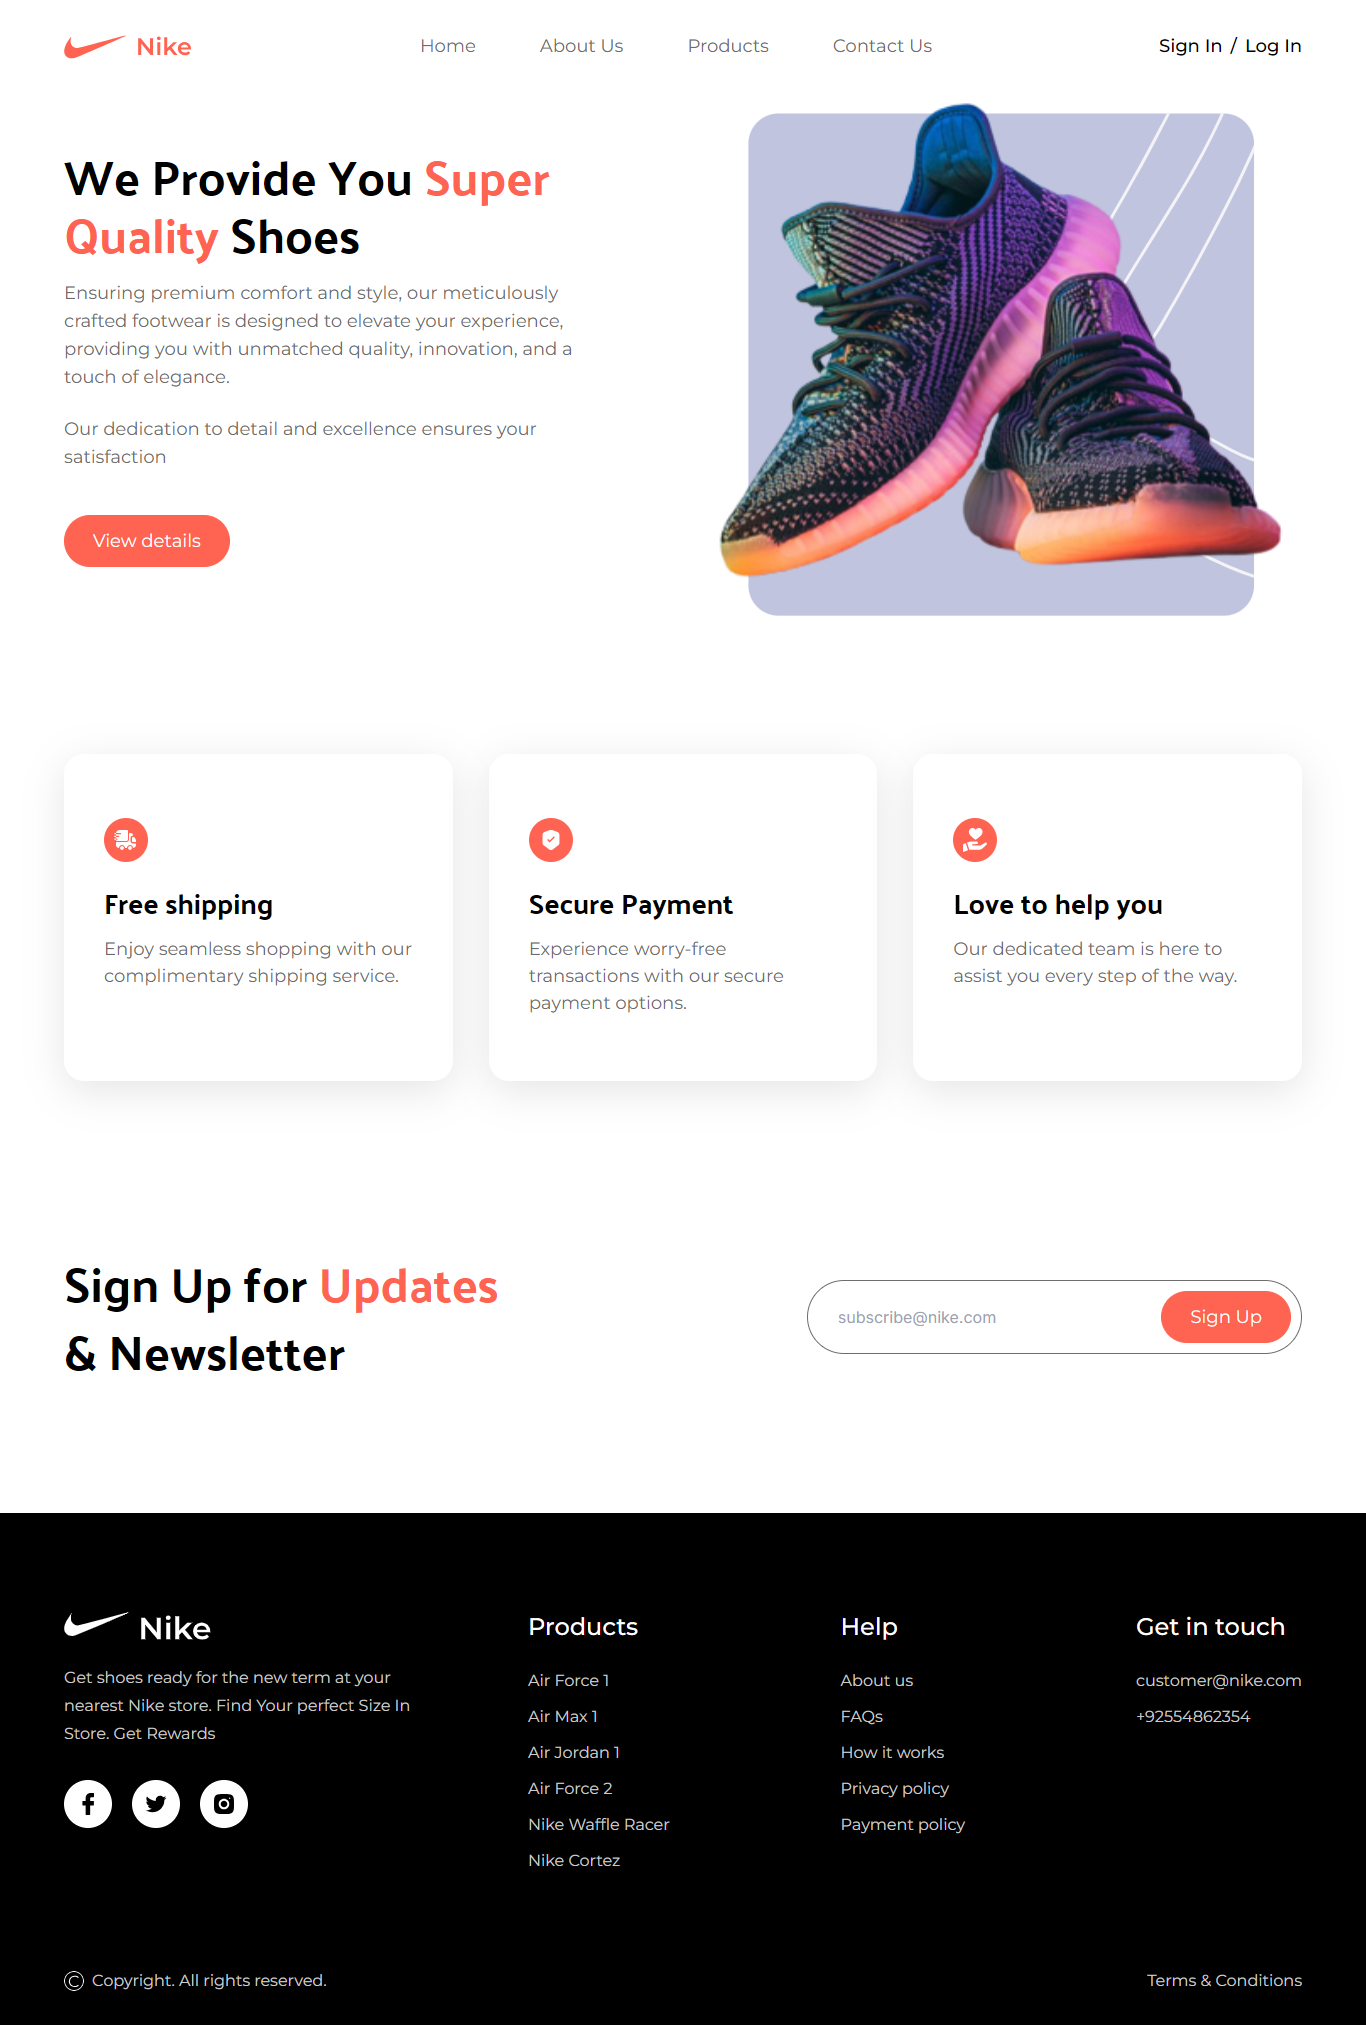 Nike
Home
About Us
Products
Contact Us
Sign In / Log In
We Provide You Super
Quality Shoes
Ensuring premium comfort and style, our meticulously
crafted footwear is designed to elevate your experience,
providing you with unmatched quality, innovation, and a
touch of elegance.
Our dedication to detail and excellence ensures your
satisfaction
View details
Free shipping
Enjoy seamless shopping with our
complimentary shipping service.
Secure Payment
Experience worry-free
transactions with our secure
payment options.
Love to help you
Our dedicated team is here to
assist you every step of the way.
Sign Up for Updates
& Newsletter
subscribe@nike.com
Sign Up
Nike
Get shoes ready for the new term at your
nearest Nike store. Find Your perfect Size In
Store. Get Rewards
Products
Air Force 1
Air Max 1
Air Jordan 1
Air Force 2
Nike Waffle Racer
Nike Cortez
Help
About us
FAQs
How it works
Privacy policy
Payment policy
Get in touch
customer@nike.com
+92554862354
© Copyright. All rights reserved.
Terms & Conditions